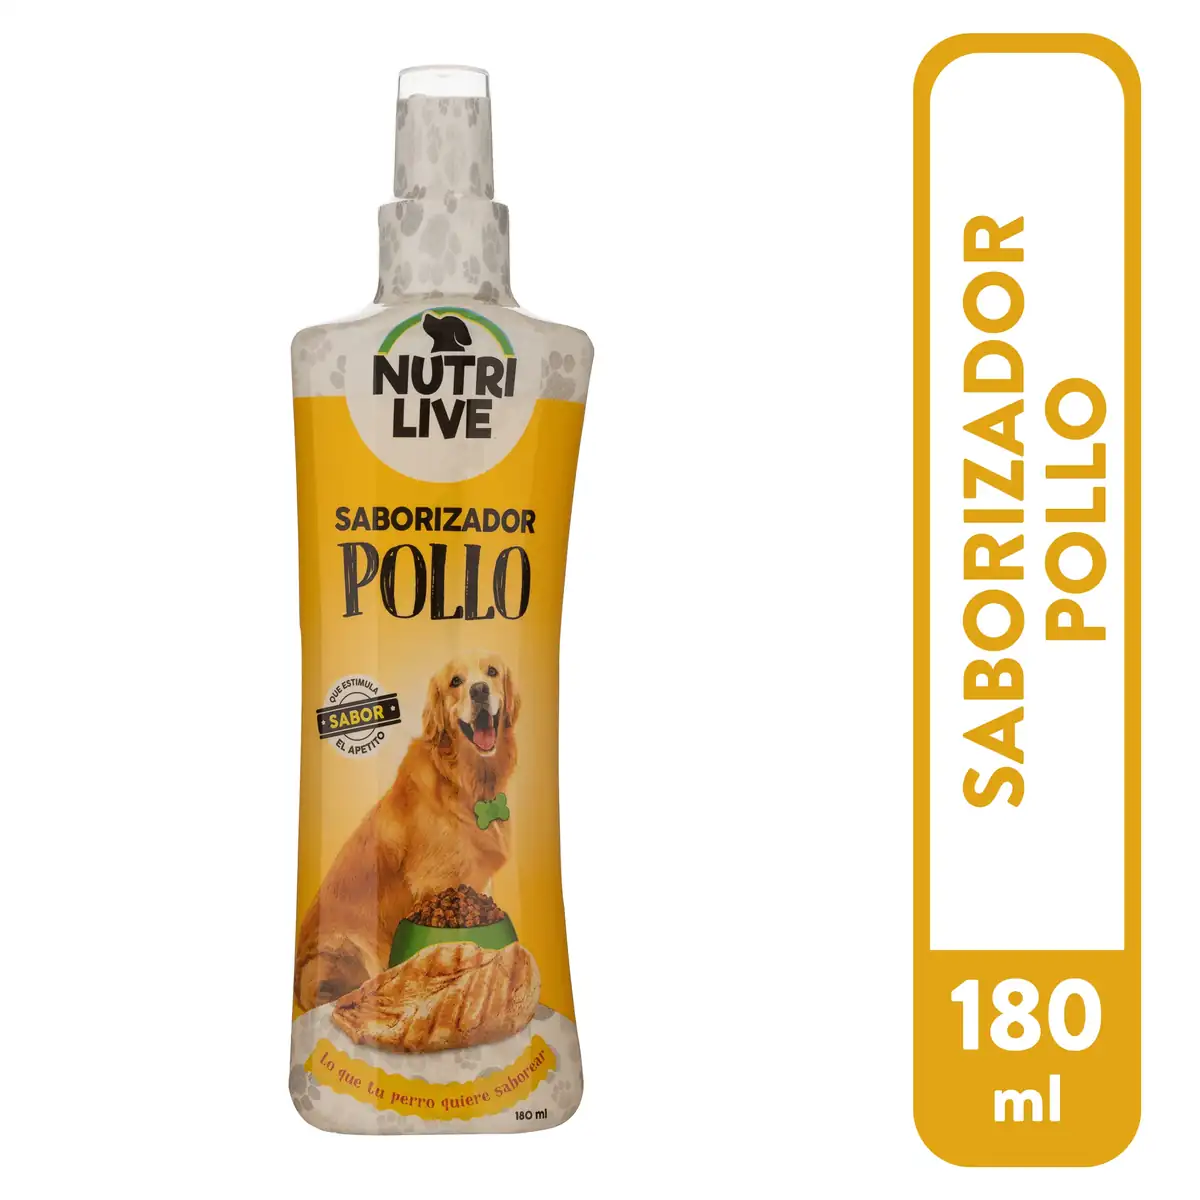 NUTRI
LIVE
SABORIZADOR
POLLO
QUE ESTIMULA
SABOR
EL APETITO
Lo que tu perro quiere saborear
180 ml
SABORIZADOR
POLLO
180
ml